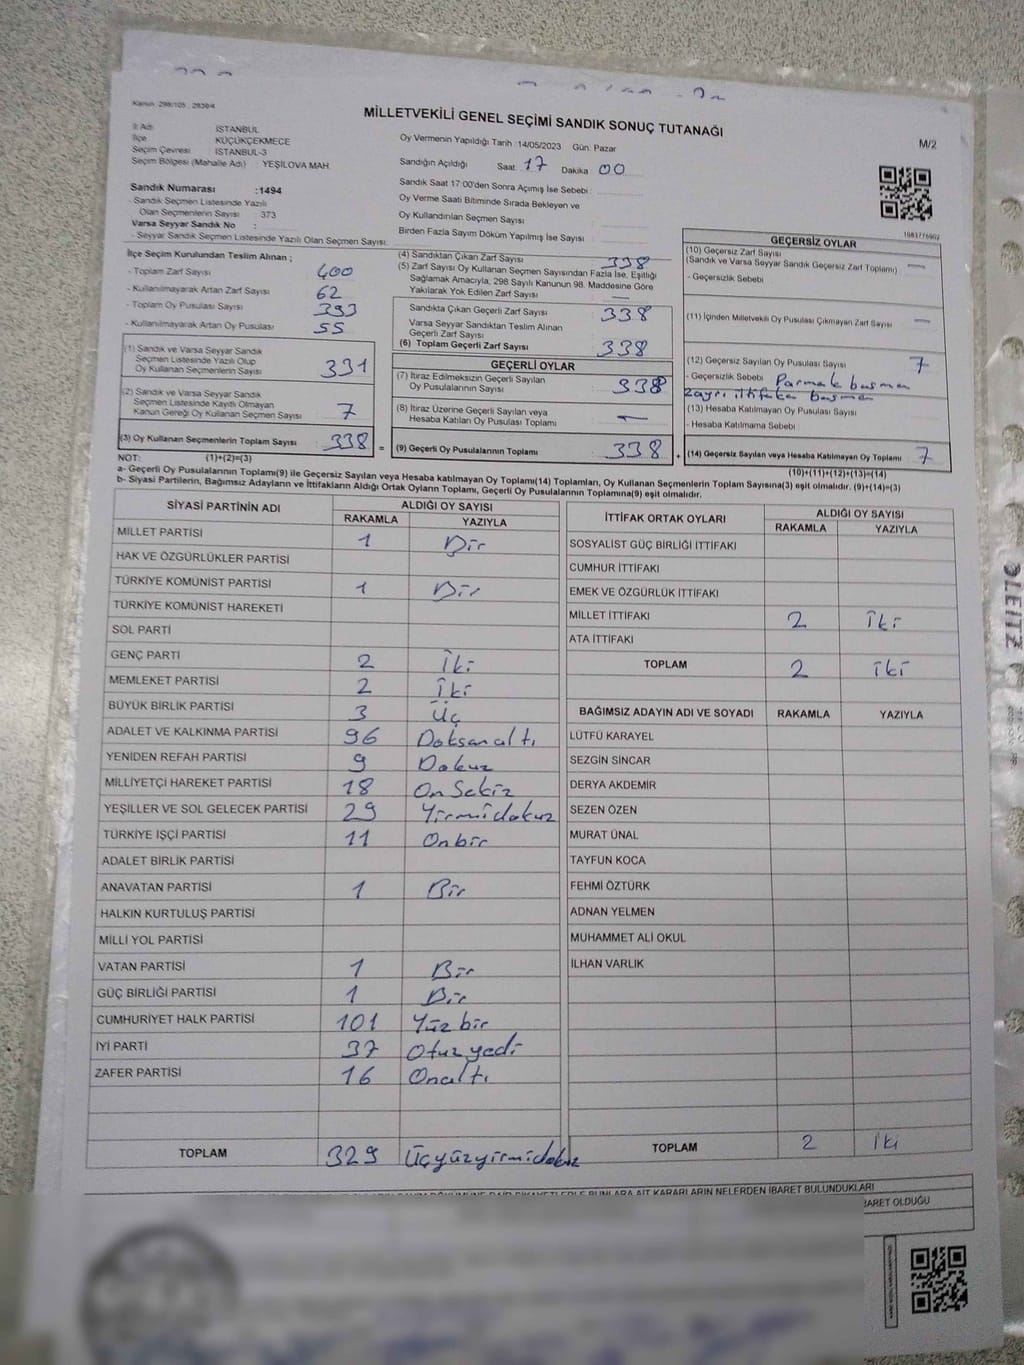 Kanun: 298/105 , 2839/4
MİLLETVEKİLİ GENEL SEÇİMİ SANDIK SONUÇ TUTANAĞI
M/2
İl Adı İSTANBUL
İlçe KÜÇÜKÇEKMECE
Seçim Çevresi İSTANBUL-3
Seçim Bölgesi (Mahalle Adı) YEŞİLOVA MAH.
Sandık Numarası :1494
- Sandık Seçmen Listesinde Yazılı
Olan Seçmenlerin Sayısı : 373
Varsa Seyyar Sandık No :
- Seyyar Sandık Seçmen Listesinde Yazılı Olan Seçmen Sayısı:
Oy Vermenin Yapıldığı Tarih :14/05/2023 Gün: Pazar
Sandığın Açıldığı Saat: 17 Dakika 00
Sandık Saat 17:00'den Sonra Açımış İse Sebebi :
Oy Verme Saati Bitiminde Sırada Bekleyen ve
Oy Kullandırılan Seçmen Sayısı
Birden Fazla Sayım Döküm Yapılmış İse Sayısı
İlçe Seçim Kurulundan Teslim Alınan ;
- Toplam Zarf Sayısı : 400
- Kullanılmayarak Artan Zarf Sayısı : 62
- Toplam Oy Pusulası Sayısı : 393
- Kullanılmayarak Artan Oy Pusulası : 55
(1) Sandık ve Varsa Seyyar Sandık
Seçmen Listesinde Yazılı Olup
Oy Kullanan Seçmenlerin Sayısı : 331
(2) Sandık ve Varsa Seyyar Sandık
Seçmen Listesinde Kayıtlı Olmayan
Kanun Gereği Oy Kullanan Seçmen Sayısı : 7
(3) Oy Kullanan Seçmenlerin Toplam Sayısı : 338 =
(4) Sandıktan Çıkan Zarf Sayısı : 338
(5) Zarf Sayısı Oy Kullanan Seçmen Sayısından Fazla İse, Eşitliği
Sağlamak Amacıyla, 298 Sayılı Kanunun 98. Maddesine Göre
Yakılarak Yok Edilen Zarf Sayısı : —
Sandıkta Çıkan Geçerli Zarf Sayısı : 338
Varsa Seyyar Sandıktan Teslim Alınan
Geçerli Zarf Sayısı
(6) Toplam Geçerli Zarf Sayısı : 338
GEÇERLİ OYLAR
(7) İtiraz Edilmeksizin Geçerli Sayılan
Oy Pusulalarının Sayısı : 338
(8) İtiraz Üzerine Geçerli Sayılan veya
Hesaba Katılan Oy Pusulası Toplamı : —
(9) Geçerli Oy Pusulalarının Toplamı : 338 +
1983776902
GEÇERSİZ OYLAR
(10) Geçersiz Zarf Sayısı
(Sandık ve Varsa Seyyar Sandık Geçersiz Zarf Toplamı) : —
- Geçersizlik Sebebi
(11) İçinden Milletvekili Oy Pusulası Çıkmayan Zarf Sayısı : —
(12) Geçersiz Sayılan Oy Pusulası Sayısı : 7
- Geçersizlik Sebebi : Parmak basma
(13) Hesaba Katılmayan Oy Pusulası Sayısı
- Hesaba Katılmama Sebebi :
(14) Geçersiz Sayılan veya Hesaba Katılmayan Oy Toplamı : 7
NOT: (1)+(2)=(3)
(10)+(11)+(12)+(13)=(14)
a- Geçerli Oy Pusulalarının Toplamı(9) ile Geçersiz Sayılan veya Hesaba katılmayan Oy Toplamı(14) Toplamları, Oy Kullanan Seçmenlerin Toplam Sayısına(3) eşit olmalıdır. (9)+(14)=(3)
b- Siyasi Partilerin, Bağımsız Adayların ve İttifakların Aldığı Ortak Oyların Toplamı, Geçerli Oy Pusulalarının Toplamına(9) eşit olmalıdır.
SİYASİ PARTİNİN ADI ALDIĞI OY SAYISI
RAKAMLA YAZIYLA
MİLLET PARTİSİ 1 Bir
HAK VE ÖZGÜRLÜKLER PARTİSİ
TÜRKİYE KOMÜNİST PARTİSİ 1 Bir
TÜRKİYE KOMÜNİST HAREKETİ
SOL PARTİ
GENÇ PARTİ 2 İki
MEMLEKET PARTİSİ 2 İki
BÜYÜK BİRLİK PARTİSİ 3 Üç
ADALET VE KALKINMA PARTİSİ 96 Doksanaltı
YENİDEN REFAH PARTİSİ 9 Dokuz
MİLLİYETÇİ HAREKET PARTİSİ 18 On Sekiz
YEŞİLLER VE SOL GELECEK PARTİSİ 29 Yirmidokuz
TÜRKİYE İŞÇİ PARTİSİ 11 Onbir
ADALET BİRLİK PARTİSİ
ANAVATAN PARTİSİ 1 Bir
HALKIN KURTULUŞ PARTİSİ
MİLLİ YOL PARTİSİ
VATAN PARTİSİ 1 Bir
GÜÇ BİRLİĞİ PARTİSİ 1 Bir
CUMHURİYET HALK PARTİSİ 101 Yüzbir
İYİ PARTİ 37 Otuzyedi
ZAFER PARTİSİ 16 Onaltı
TOPLAM 329 Üçyüzyirmidokuz
İTTİFAK ORTAK OYLARI ALDIĞI OY SAYISI
RAKAMLA YAZIYLA
SOSYALİST GÜÇ BİRLİĞİ İTTİFAKI
CUMHUR İTTİFAKI
EMEK VE ÖZGÜRLÜK İTTİFAKI
MİLLET İTTİFAKI 2 İki
ATA İTTİFAKI
TOPLAM 2 İki
BAĞIMSIZ ADAYIN ADI VE SOYADI RAKAMLA YAZIYLA
LÜTFÜ KARAYEL
SEZGİN SİNCAR
DERYA AKDEMİR
SEZEN ÖZEN
MURAT ÜNAL
TAYFUN KOCA
FEHMİ ÖZTÜRK
ADNAN YELMEN
MUHAMMET ALİ OKUL
İLHAN VARLIK
TOPLAM 2 İki
BUNLARA AİT KARARLARIN NELERDEN İBARET BULUNDUKLARI
BARET OLDUĞU
LEITZ